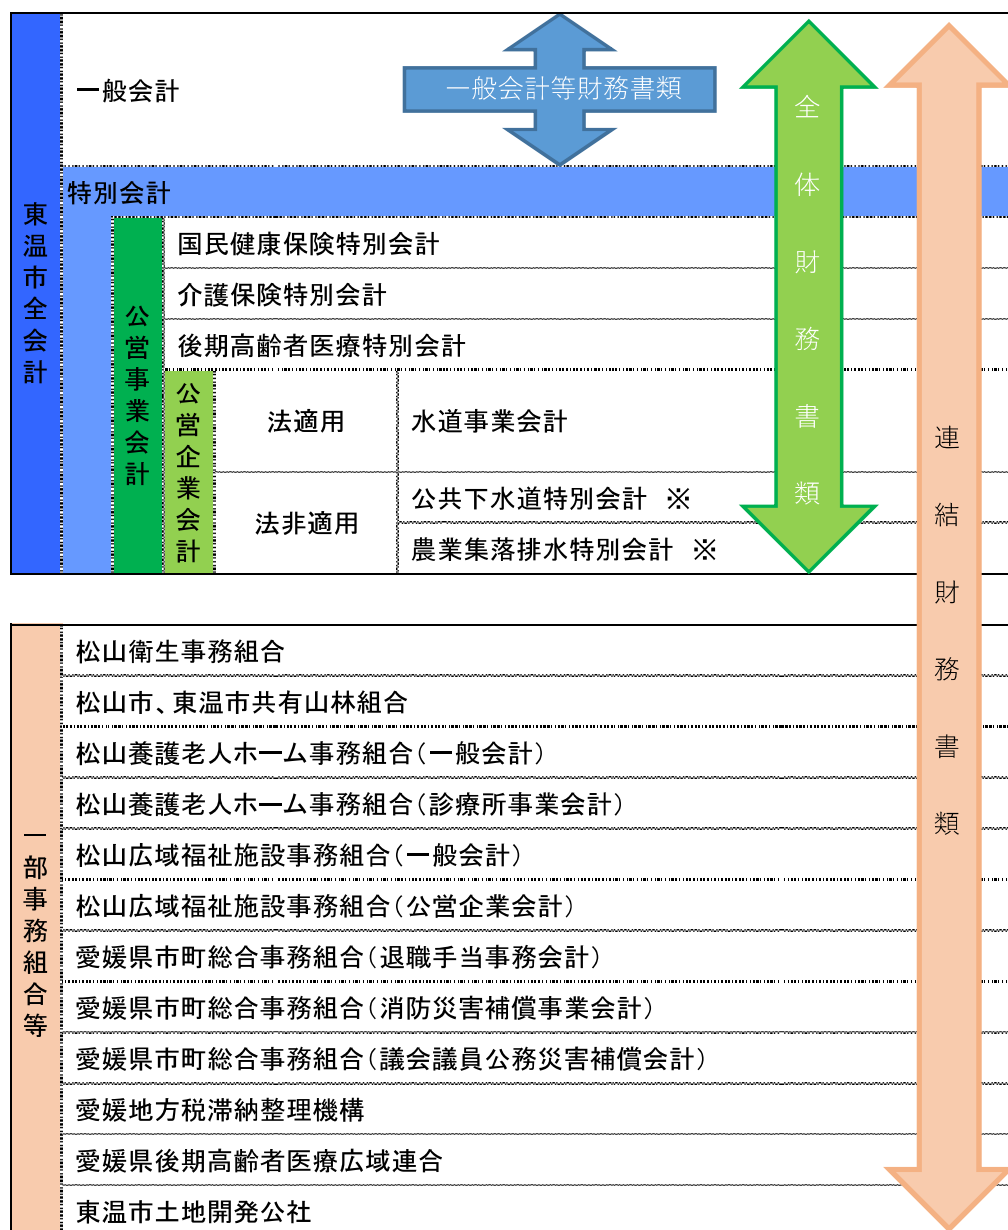 東温市全会計
一般会計
一般会計等財務書類
全体財務書類
連結財務書類
特別会計
公営事業会計
国民健康保険特別会計
介護保険特別会計
後期高齢者医療特別会計
公営企業会計
法適用
水道事業会計
法非適用
公共下水道特別会計 ※
農業集落排水特別会計 ※
一部事務組合等
松山衛生事務組合
松山市、東温市共有山林組合
松山養護老人ホーム事務組合(一般会計)
松山養護老人ホーム事務組合(診療所事業会計)
松山広域福祉施設事務組合(一般会計)
松山広域福祉施設事務組合(公営企業会計)
愛媛県市町総合事務組合(退職手当事務会計)
愛媛県市町総合事務組合(消防災害補償事業会計)
愛媛県市町総合事務組合(議会議員公務災害補償会計)
愛媛地方税滞納整理機構
愛媛県後期高齢者医療広域連合
東温市土地開発公社